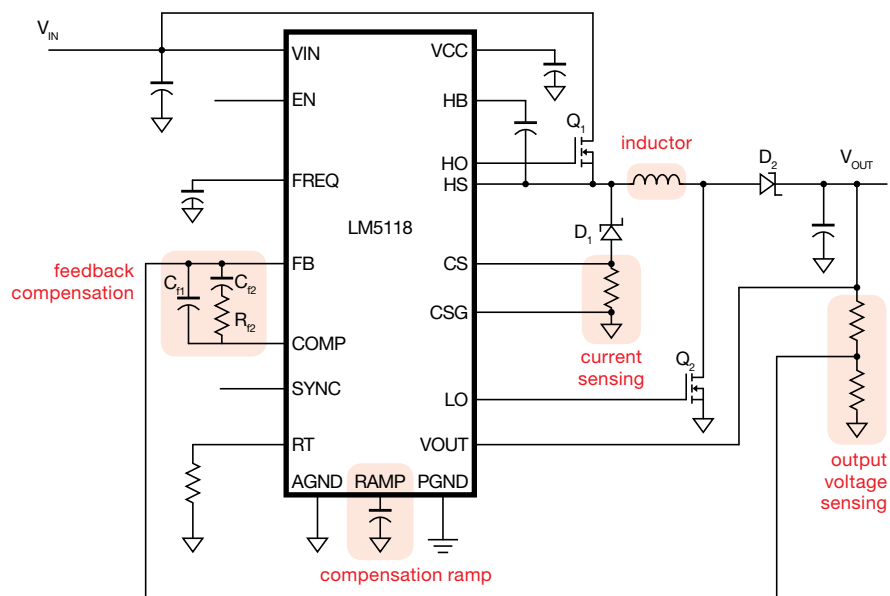 VIN
VIN
EN
FREQ
FB
COMP
SYNC
RT
AGND
RAMP
PGND
LM5118
VCC
HB
HO
HS
CS
CSG
LO
VOUT
Q1
inductor
D2
VOUT
D1
current
sensing
Q2
feedback
compensation
Cf1
Cf2
Rf2
compensation ramp
output
voltage
sensing